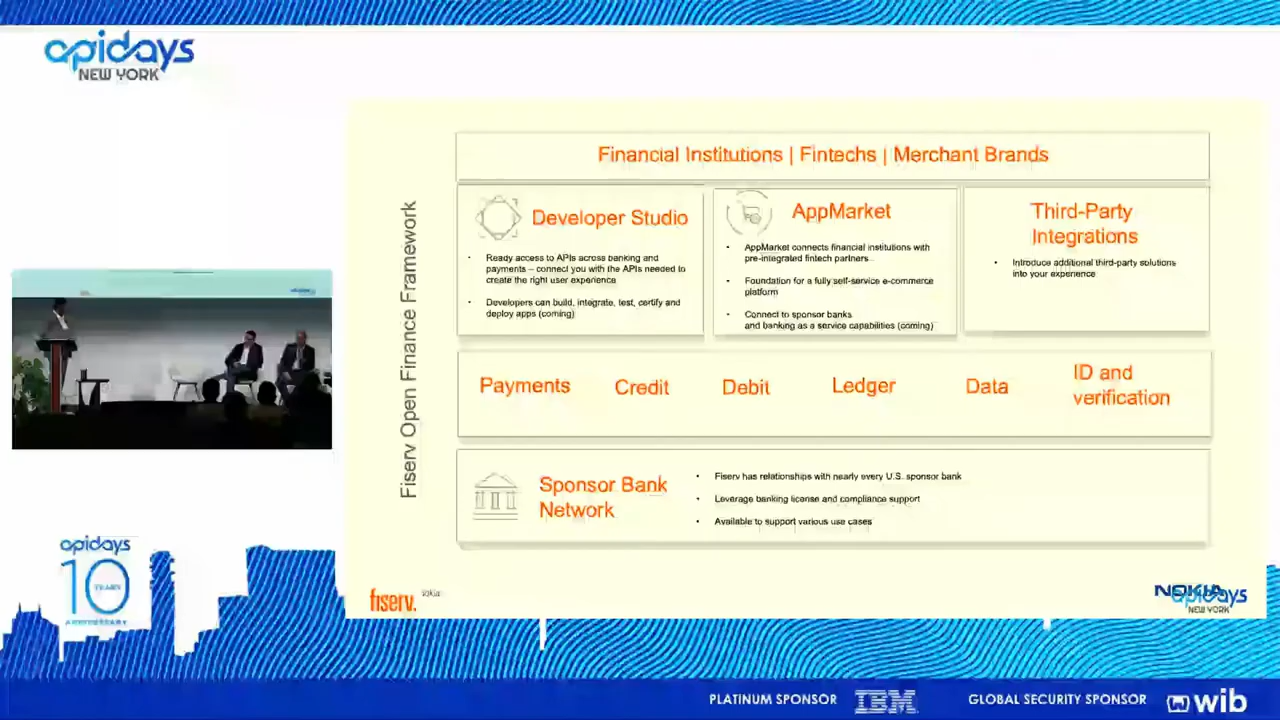 apidays
NEW YORK
Financial Institutions | Fintechs | Merchant Brands
Fiserv Open Finance Framework
Developer Studio
• Ready access to APIs across banking and
payments – connect you with the APIs needed to
create the right user experience
• Developers can build, integrate, test, certify and
deploy apps (coming)
AppMarket
• AppMarket connects financial institutions with
pre-integrated fintech partners
• Foundation for a fully self-service e-commerce
platform
• Connect to sponsor banks
and banking as a service capabilities (coming)
Third-Party
Integrations
• Introduce additional third-party solutions
into your experience
Payments
Credit
Debit
Ledger
Data
ID and
verification
Sponsor Bank
Network
• Fiserv has relationships with nearly every U.S. sponsor bank
• Leverage banking license and compliance support
• Available to support various use cases
apidays
10
YEARS
ANNIVERSARY
fiserv.
NOKIA
apidays
NEW YORK
PLATINUM SPONSOR IBM GLOBAL SECURITY SPONSOR wib